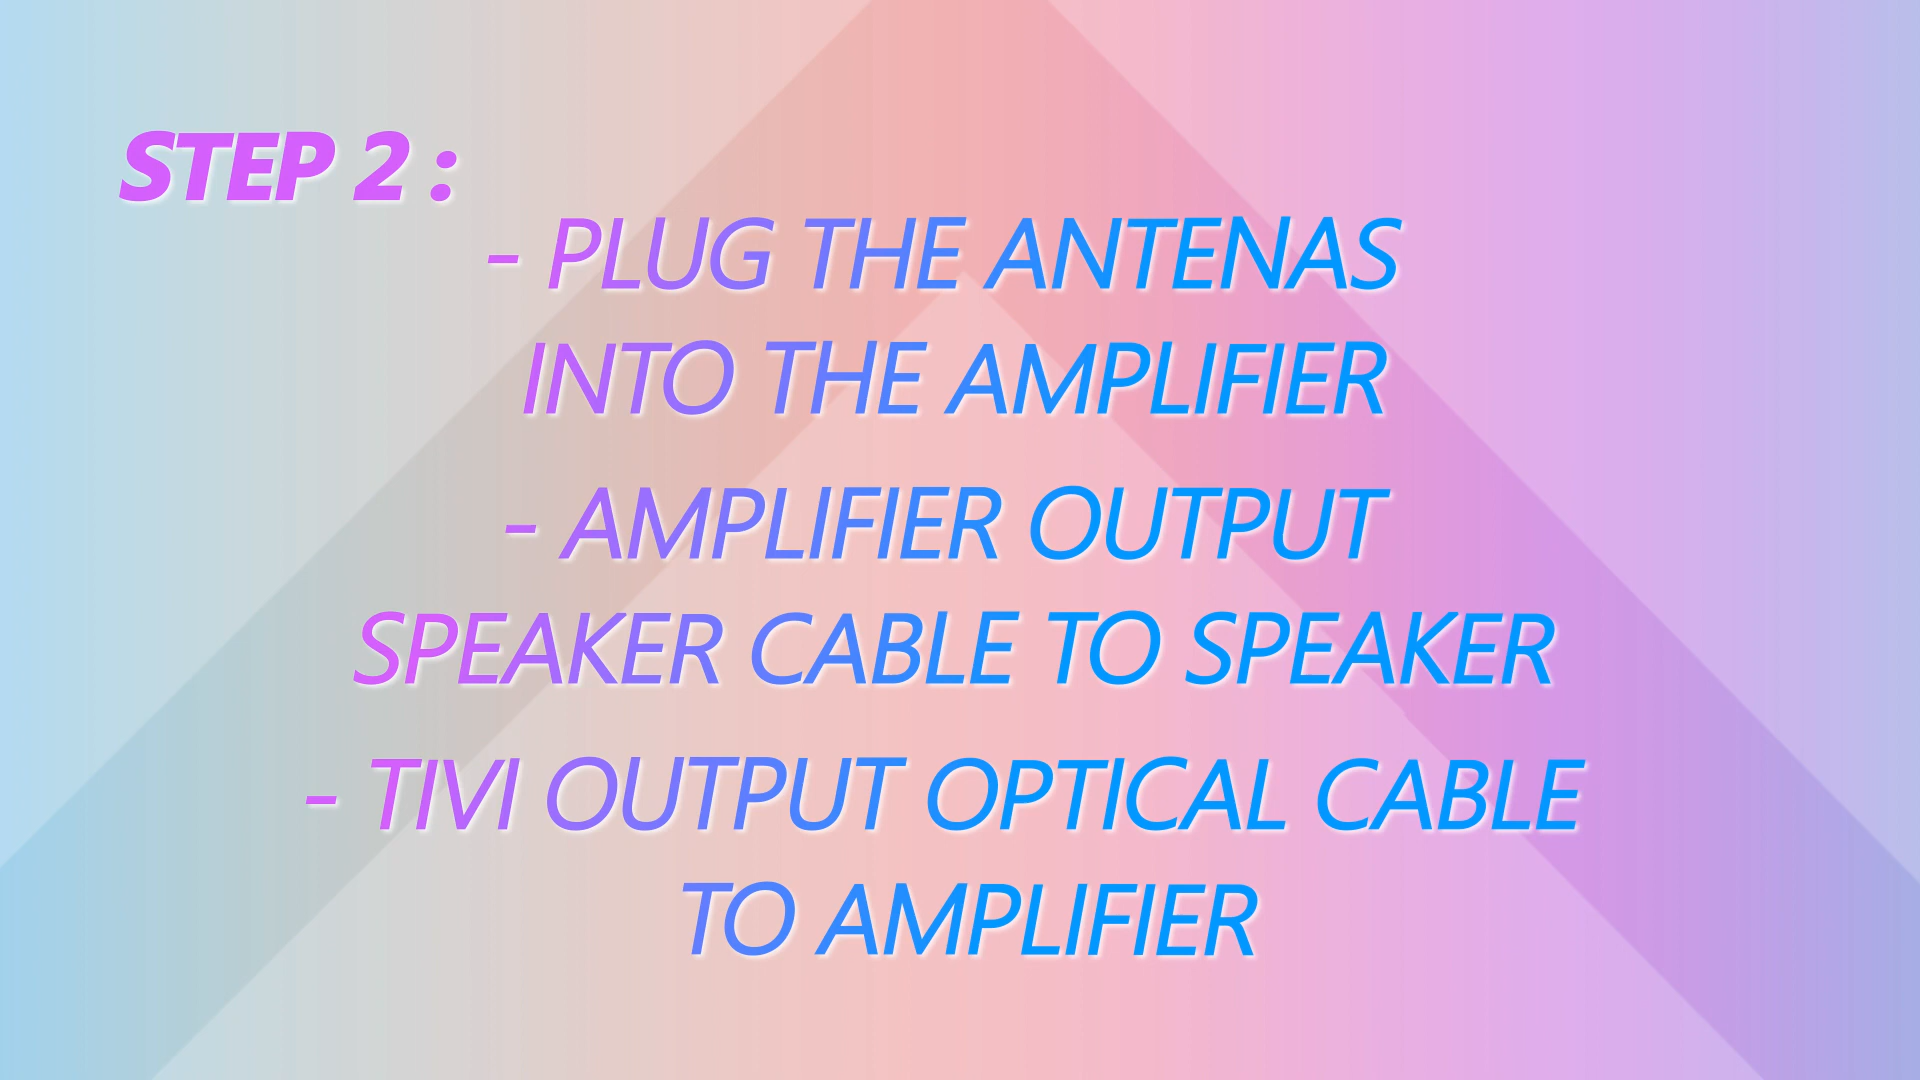 STEP 2 :
- PLUG THE ANTENAS
INTO THE AMPLIFIER
- AMPLIFIER OUTPUT
SPEAKER CABLE TO SPEAKER
- TIVI OUTPUT OPTICAL CABLE
TO AMPLIFIER